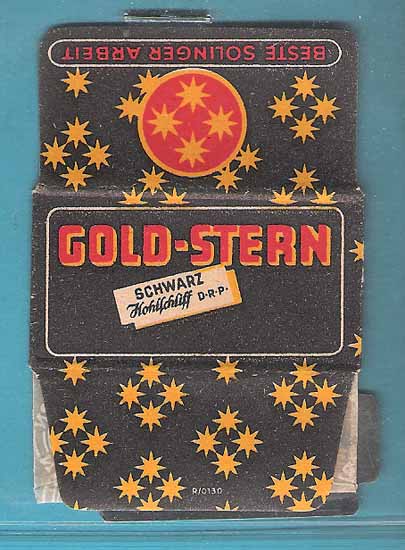 BESTE SOLINGER ARBEIT
GOLD-STERN
SCHWARZ
Hohlschliff D·R·P·
R/0130